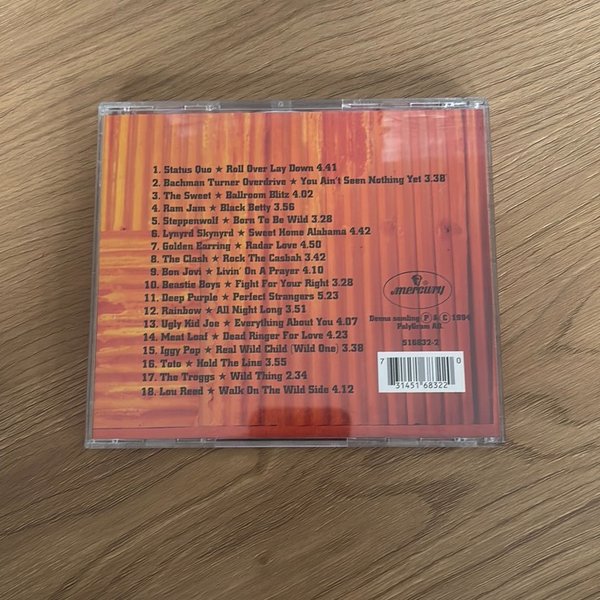 1. Status Quo ★ Roll Over Lay Down 4.41
2. Bachman Turner Overdrive ★ You Ain't Seen Nothing Yet 3.38
3. The Sweet ★ Ballroom Blitz 4.02
4. Ram Jam ★ Black Betty 3.56
5. Steppenwolf ★ Born To Be Wild 3.28
6. Lynyrd Skynyrd ★ Sweet Home Alabama 4.42
7. Golden Earring ★ Radar Love 4.50
8. The Clash ★ Rock The Casbah 3.42
9. Bon Jovi ★ Livin' On A Prayer 4.10
10. Beastie Boys ★ Fight For Your Right 3.28
11. Deep Purple ★ Perfect Strangers 5.23
12. Rainbow ★ All Night Long 3.51
13. Ugly Kid Joe ★ Everything About You 4.07
14. Meat Loaf ★ Dead Ringer For Love 4.23
15. Iggy Pop ★ Real Wild Child (Wild One) 3.38
16. Toto ★ Hold The Line 3.55
17. The Troggs ★ Wild Thing 2.34
18. Lou Reed ★ Walk On The Wild Side 4.12
mercury
Denna samling Ⓟ & Ⓒ 1994
PolyGram AB.
516832-2
7 31451 68322 0